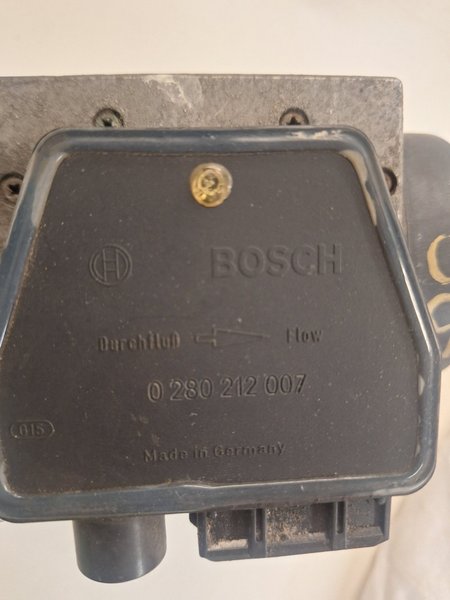 BOSCH
Durchfluß Flow
0 280 212 007
015
Made in Germany